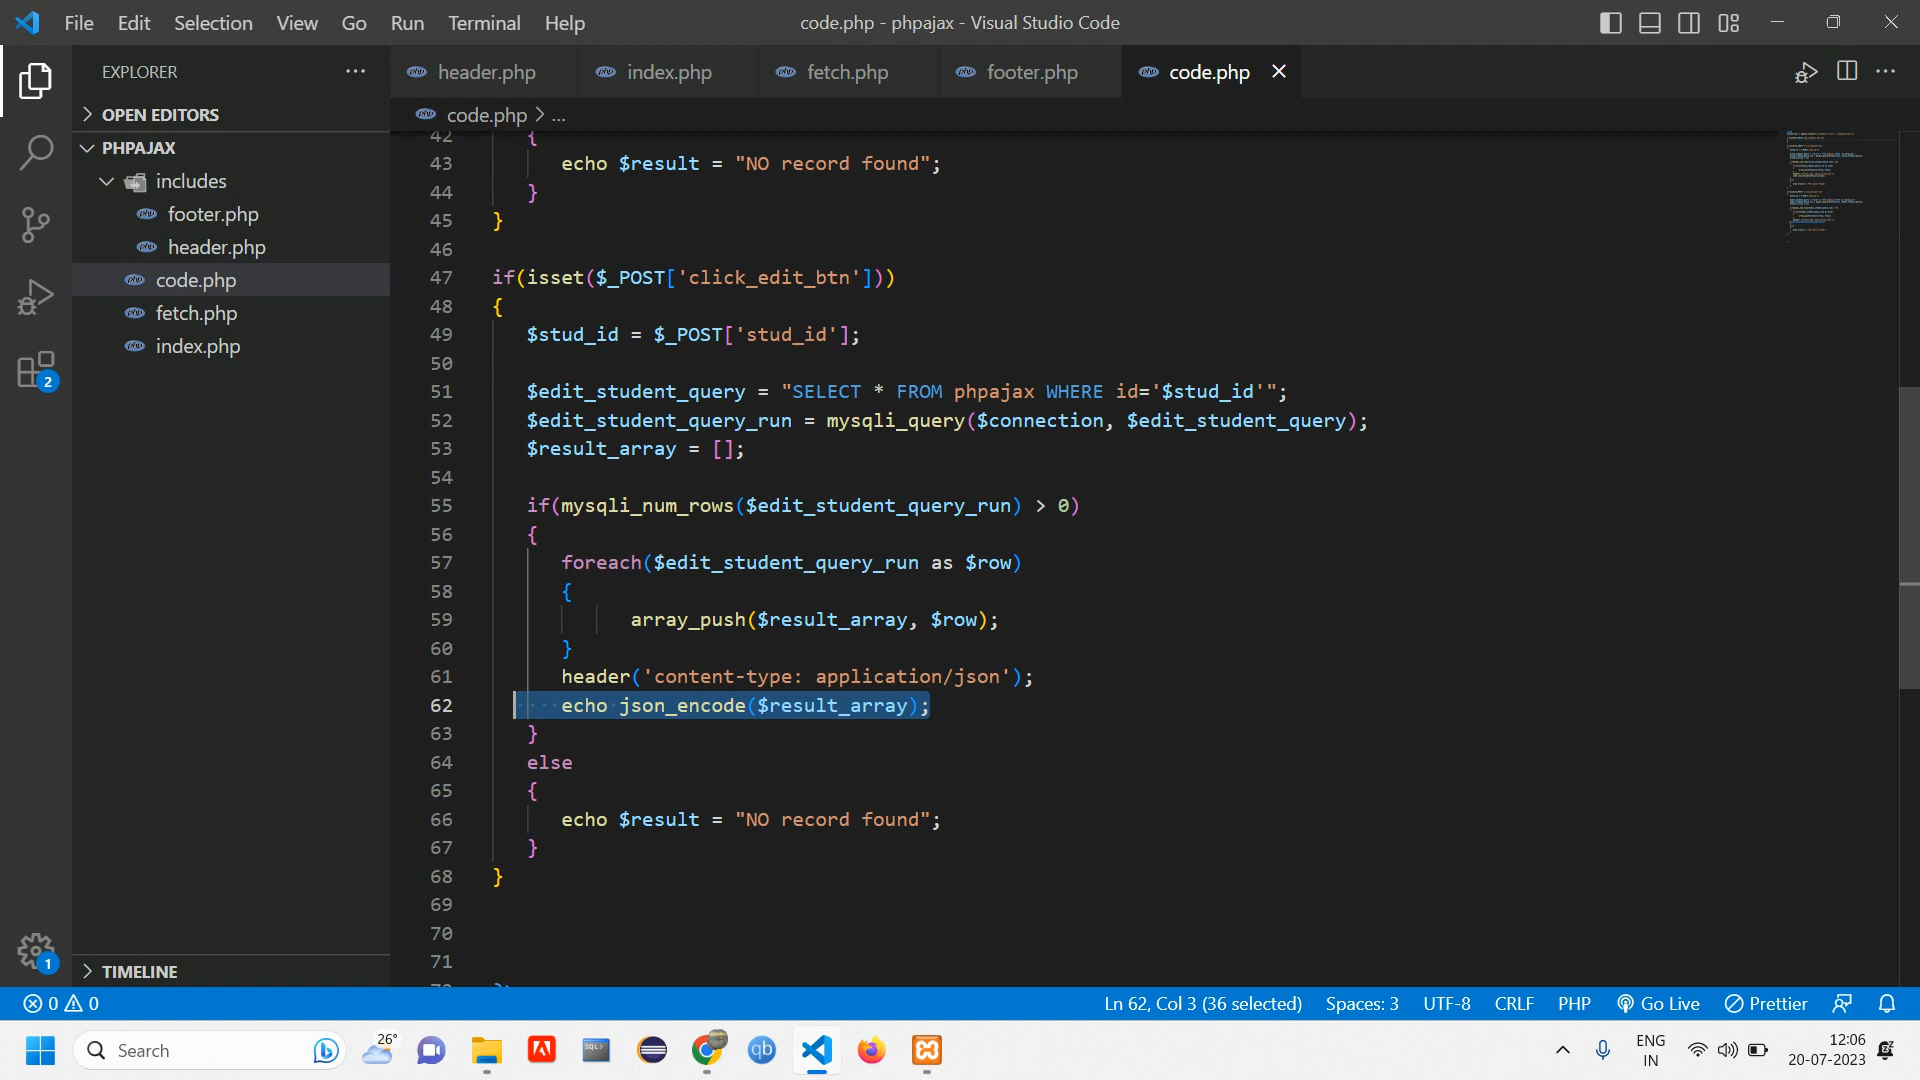 File Edit Selection View Go Run Terminal Help
code.php - phpajax - Visual Studio Code
EXPLORER
header.php
index.php
fetch.php
footer.php
code.php
OPEN EDITORS
code.php > ...
PHPAJAX
includes
footer.php
header.php
code.php
fetch.php
index.php
TIMELINE
2
1
42 {
43 echo $result = "NO record found";
44 }
45 }
46
47 if(isset($_POST['click_edit_btn']))
48 {
49 $stud_id = $_POST['stud_id'];
50
51 $edit_student_query = "SELECT * FROM phpajax WHERE id='$stud_id'";
52 $edit_student_query_run = mysqli_query($connection, $edit_student_query);
53 $result_array = [];
54
55 if(mysqli_num_rows($edit_student_query_run) > 0)
56 {
57 foreach($edit_student_query_run as $row)
58 {
59 array_push($result_array, $row);
60 }
61 header('content-type: application/json');
62 echo json_encode($result_array);
63 }
64 else
65 {
66 echo $result = "NO record found";
67 }
68 }
69
70
71
0 0
Ln 62, Col 3 (36 selected) Spaces: 3 UTF-8 CRLF PHP Go Live Prettier
Search
26°
SQL>
qb
ENG
IN
12:06
20-07-2023